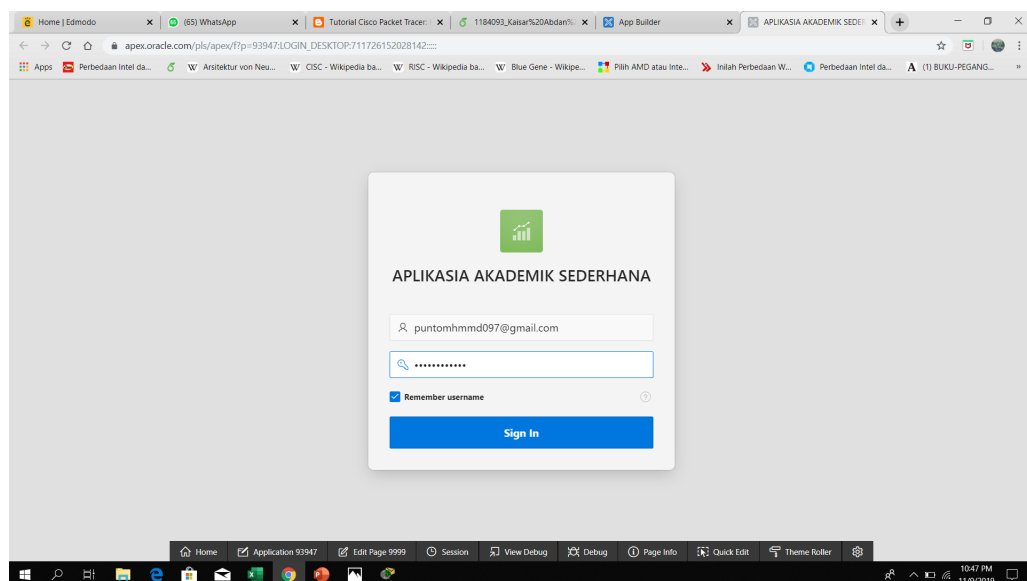 Home | Edmodo
(65) WhatsApp
Tutorial Cisco Packet Tracer:
1184093_Kaisar%20Abdan%
App Builder
APLIKASIA AKADEMIK SEDER
apex.oracle.com/pls/apex/f?p=93947:LOGIN_DESKTOP:711726152028142:::::
Apps
Perbedaan Intel da...
Arsitektur von Neu...
CISC - Wikipedia ba...
RISC - Wikipedia ba...
Blue Gene - Wikipe...
Pilih AMD atau Inte...
Inilah Perbedaan W...
Perbedaan Intel da...
(1) BUKU-PEGANG...
APLIKASIA AKADEMIK SEDERHANA
puntomhmmd097@gmail.com
Remember username
Sign In
Home
Application 93947
Edit Page 9999
Session
View Debug
Debug
Page Info
Quick Edit
Theme Roller
10:47 PM
11/9/2019